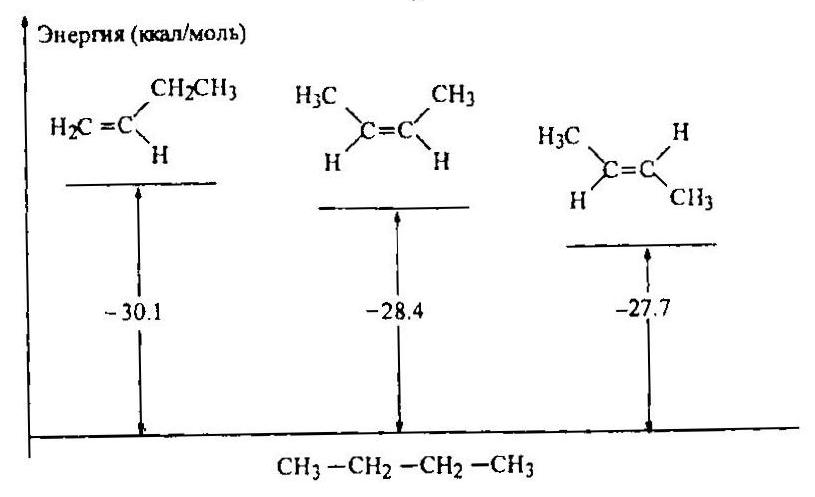 Энергия (ккал/моль)
CH2CH3
H2C=C
H
H3C
CH3
C=C
H
H
H3C
H
C=C
H
CH3
–30.1
–28.4
–27.7
CH3–CH2–CH2–CH3